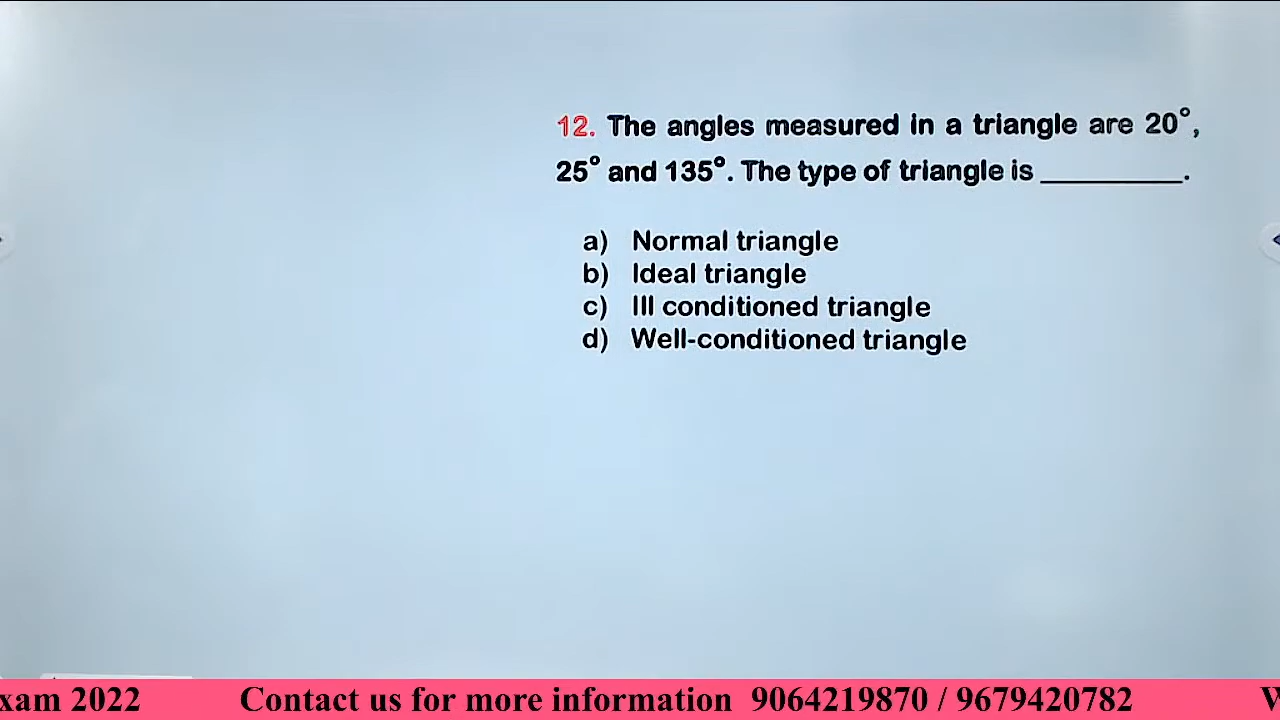 12. The angles measured in a triangle are 20°,
25° and 135°. The type of triangle is __________.
a) Normal triangle
b) Ideal triangle
c) Ill conditioned triangle
d) Well-conditioned triangle
xam 2022 Contact us for more information 9064219870 / 9679420782 W